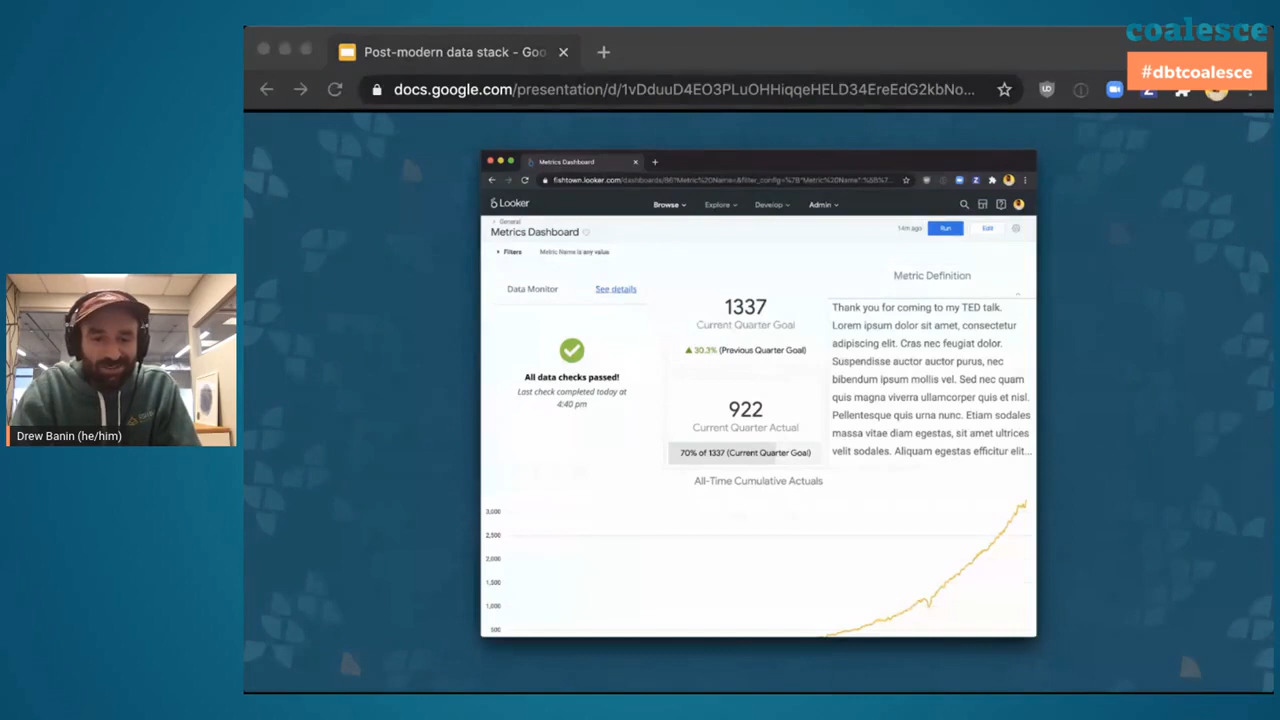 coalesce
#dbtcoalesce
Post-modern data stack - Goo
docs.google.com/presentation/d/1vDduuD4EO3PLuOHHiqqeHELD34EreEdG2kbNo...
Metrics Dashboard
Looker
Browse
Explore
Develop
Admin
General
Metrics Dashboard
14m ago
Run
Edit
Filters
Metric Name is any value
Data Monitor
See details
All data checks passed!
Last check completed today at
4:40 pm
1337
Current Quarter Goal
▲ 30.3% (Previous Quarter Goal)
922
Current Quarter Actual
70% of 1337 (Current Quarter Goal)
Metric Definition
Thank you for coming to my TED talk.
Lorem ipsum dolor sit amet, consectetur
adipiscing elit. Cras nec feugiat dolor.
Suspendisse auctor auctor purus, nec
bibendum ipsum mollis vel. Sed nec quam
quis magna viverra ullamcorper quis et nisl.
Pellentesque quis urna nunc. Etiam sodales
massa vitae diam egestas, sit amet ultrices
velit sodales. Aliquam egestas efficitur elit...
All-Time Cumulative Actuals
3,000
2,500
2,000
1,500
1,000
500
Drew Banin (he/him)